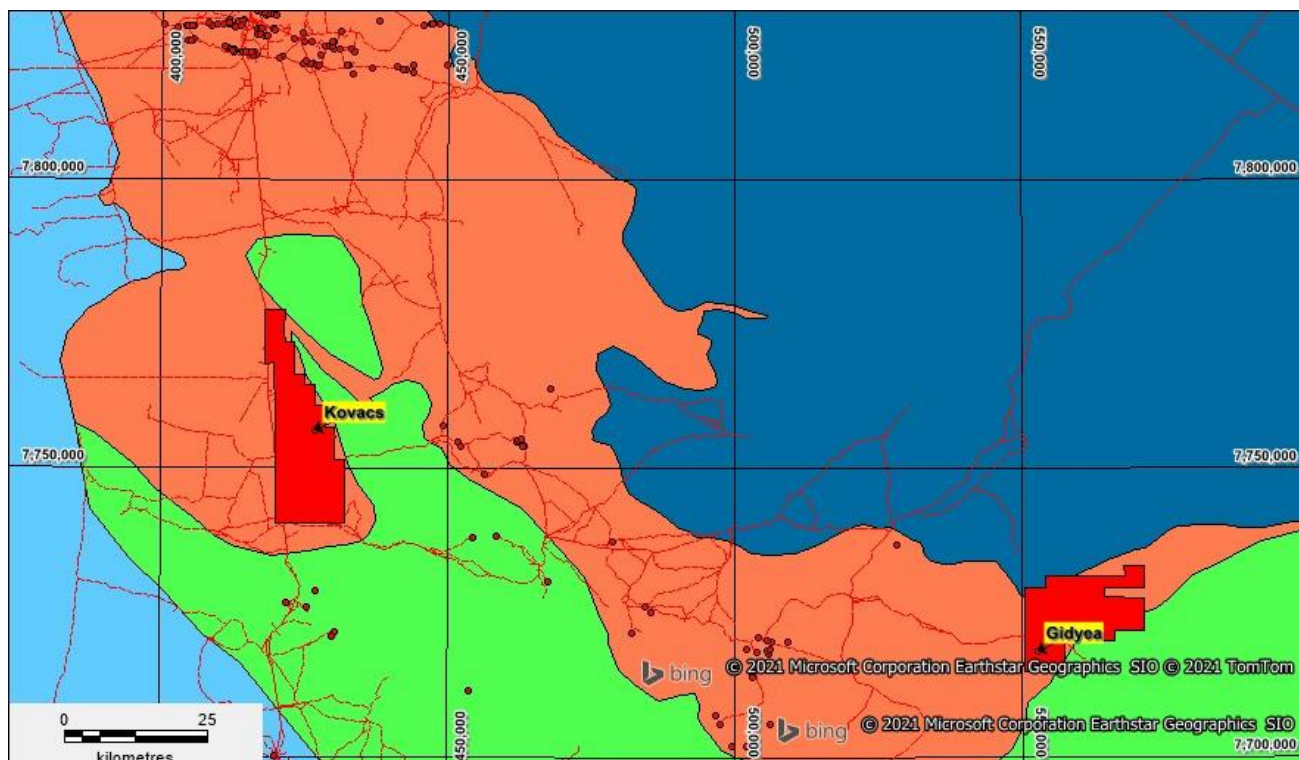 400,000
450,000
500,000
550,000
7,800,000
7,800,000
Kovacs
7,750,000
7,750,000
Gidyea
bing © 2021 Microsoft Corporation Earthstar Geographics SIO © 2021 TomTom
bing © 2021 Microsoft Corporation Earthstar Geographics SIO
0 25
kilometres
450,000
500,000
7,700,000